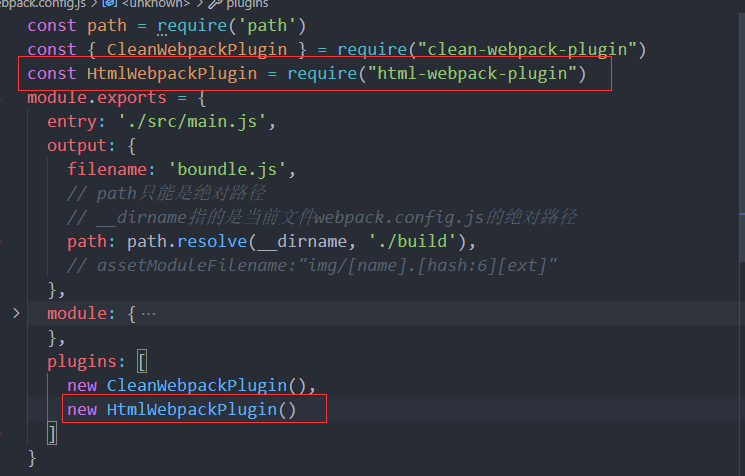 bpack.config.js > <unknown> > plugins
const path = require('path')
const { CleanWebpackPlugin } = require("clean-webpack-plugin")
const HtmlWebpackPlugin = require("html-webpack-plugin")
module.exports = {
entry: './src/main.js',
output: {
filename: 'boundle.js',
// path只能是绝对路径
// __dirname指的是当前文件webpack.config.js的绝对路径
path: path.resolve(__dirname, './build'),
// assetModuleFilename:"img/[name].[hash:6][ext]"
},
module: {…
},
plugins: [
new CleanWebpackPlugin(),
new HtmlWebpackPlugin()
]
}